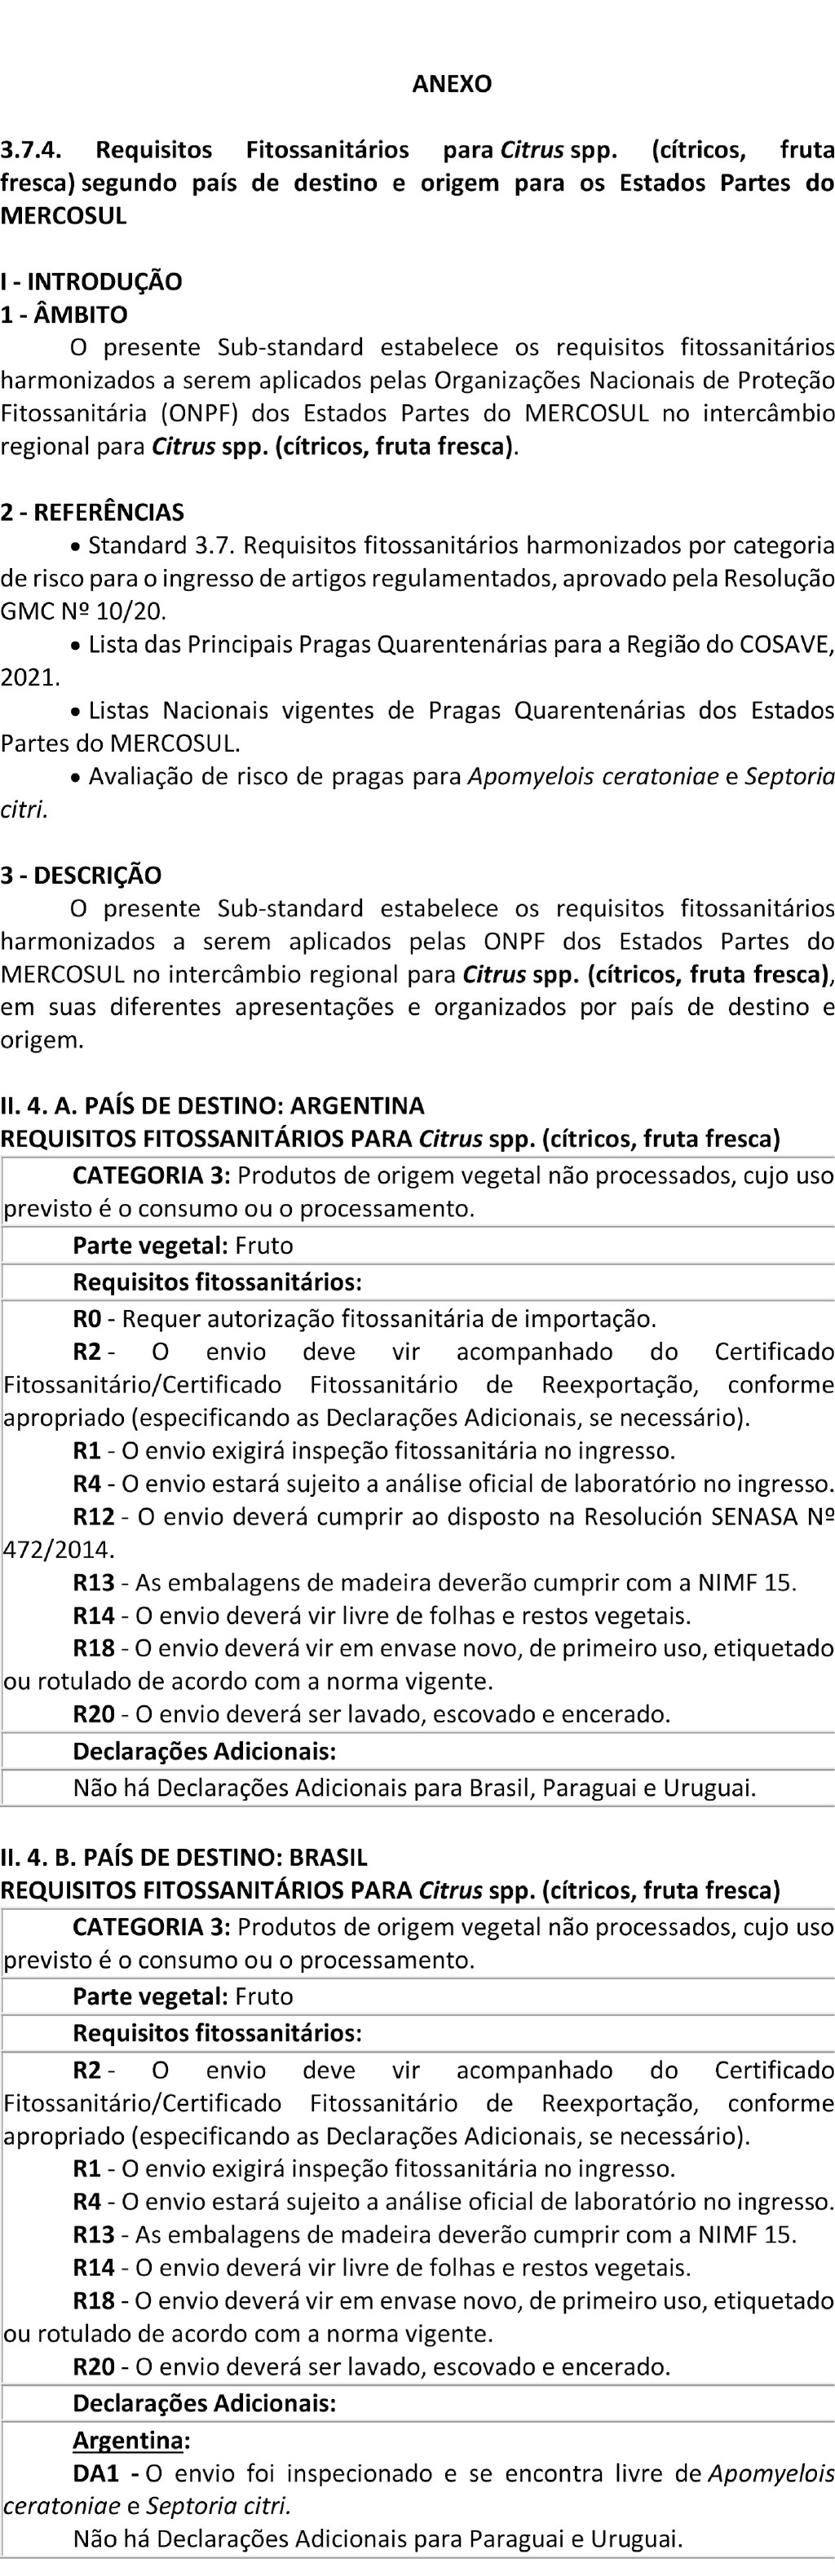 ANEXO
3.7.4. Requisitos Fitossanitários para Citrus spp. (cítricos, fruta
fresca) segundo país de destino e origem para os Estados Partes do
MERCOSUL
I - INTRODUÇÃO
1 - ÂMBITO
O presente Sub-standard estabelece os requisitos fitossanitários
harmonizados a serem aplicados pelas Organizações Nacionais de Proteção
Fitossanitária (ONPF) dos Estados Partes do MERCOSUL no intercâmbio
regional para Citrus spp. (cítricos, fruta fresca).
2 - REFERÊNCIAS
• Standard 3.7. Requisitos fitossanitários harmonizados por categoria
de risco para o ingresso de artigos regulamentados, aprovado pela Resolução
GMC Nº 10/20.
• Lista das Principais Pragas Quarentenárias para a Região do COSAVE,
2021.
• Listas Nacionais vigentes de Pragas Quarentenárias dos Estados
Partes do MERCOSUL.
• Avaliação de risco de pragas para Apomyelois ceratoniae e Septoria
citri.
3 - DESCRIÇÃO
O presente Sub-standard estabelece os requisitos fitossanitários
harmonizados a serem aplicados pelas ONPF dos Estados Partes do
MERCOSUL no intercâmbio regional para Citrus spp. (cítricos, fruta fresca),
em suas diferentes apresentações e organizados por país de destino e
origem.
II. 4. A. PAÍS DE DESTINO: ARGENTINA
REQUISITOS FITOSSANITÁRIOS PARA Citrus spp. (cítricos, fruta fresca)
CATEGORIA 3: Produtos de origem vegetal não processados, cujo uso
previsto é o consumo ou o processamento.
Parte vegetal: Fruto
Requisitos fitossanitários:
R0 - Requer autorização fitossanitária de importação.
R2 - O envio deve vir acompanhado do Certificado
Fitossanitário/Certificado Fitossanitário de Reexportação, conforme
apropriado (especificando as Declarações Adicionais, se necessário).
R1 - O envio exigirá inspeção fitossanitária no ingresso.
R4 - O envio estará sujeito a análise oficial de laboratório no ingresso.
R12 - O envio deverá cumprir ao disposto na Resolución SENASA Nº
472/2014.
R13 - As embalagens de madeira deverão cumprir com a NIMF 15.
R14 - O envio deverá vir livre de folhas e restos vegetais.
R18 - O envio deverá vir em envase novo, de primeiro uso, etiquetado
ou rotulado de acordo com a norma vigente.
R20 - O envio deverá ser lavado, escovado e encerado.
Declarações Adicionais:
Não há Declarações Adicionais para Brasil, Paraguai e Uruguai.
II. 4. B. PAÍS DE DESTINO: BRASIL
REQUISITOS FITOSSANITÁRIOS PARA Citrus spp. (cítricos, fruta fresca)
CATEGORIA 3: Produtos de origem vegetal não processados, cujo uso
previsto é o consumo ou o processamento.
Parte vegetal: Fruto
Requisitos fitossanitários:
R2 - O envio deve vir acompanhado do Certificado
Fitossanitário/Certificado Fitossanitário de Reexportação, conforme
apropriado (especificando as Declarações Adicionais, se necessário).
R1 - O envio exigirá inspeção fitossanitária no ingresso.
R4 - O envio estará sujeito a análise oficial de laboratório no ingresso.
R13 - As embalagens de madeira deverão cumprir com a NIMF 15.
R14 - O envio deverá vir livre de folhas e restos vegetais.
R18 - O envio deverá vir em envase novo, de primeiro uso, etiquetado
ou rotulado de acordo com a norma vigente.
R20 - O envio deverá ser lavado, escovado e encerado.
Declarações Adicionais:
Argentina:
DA1 - O envio foi inspecionado e se encontra livre de Apomyelois
ceratoniae e Septoria citri.
Não há Declarações Adicionais para Paraguai e Uruguai.